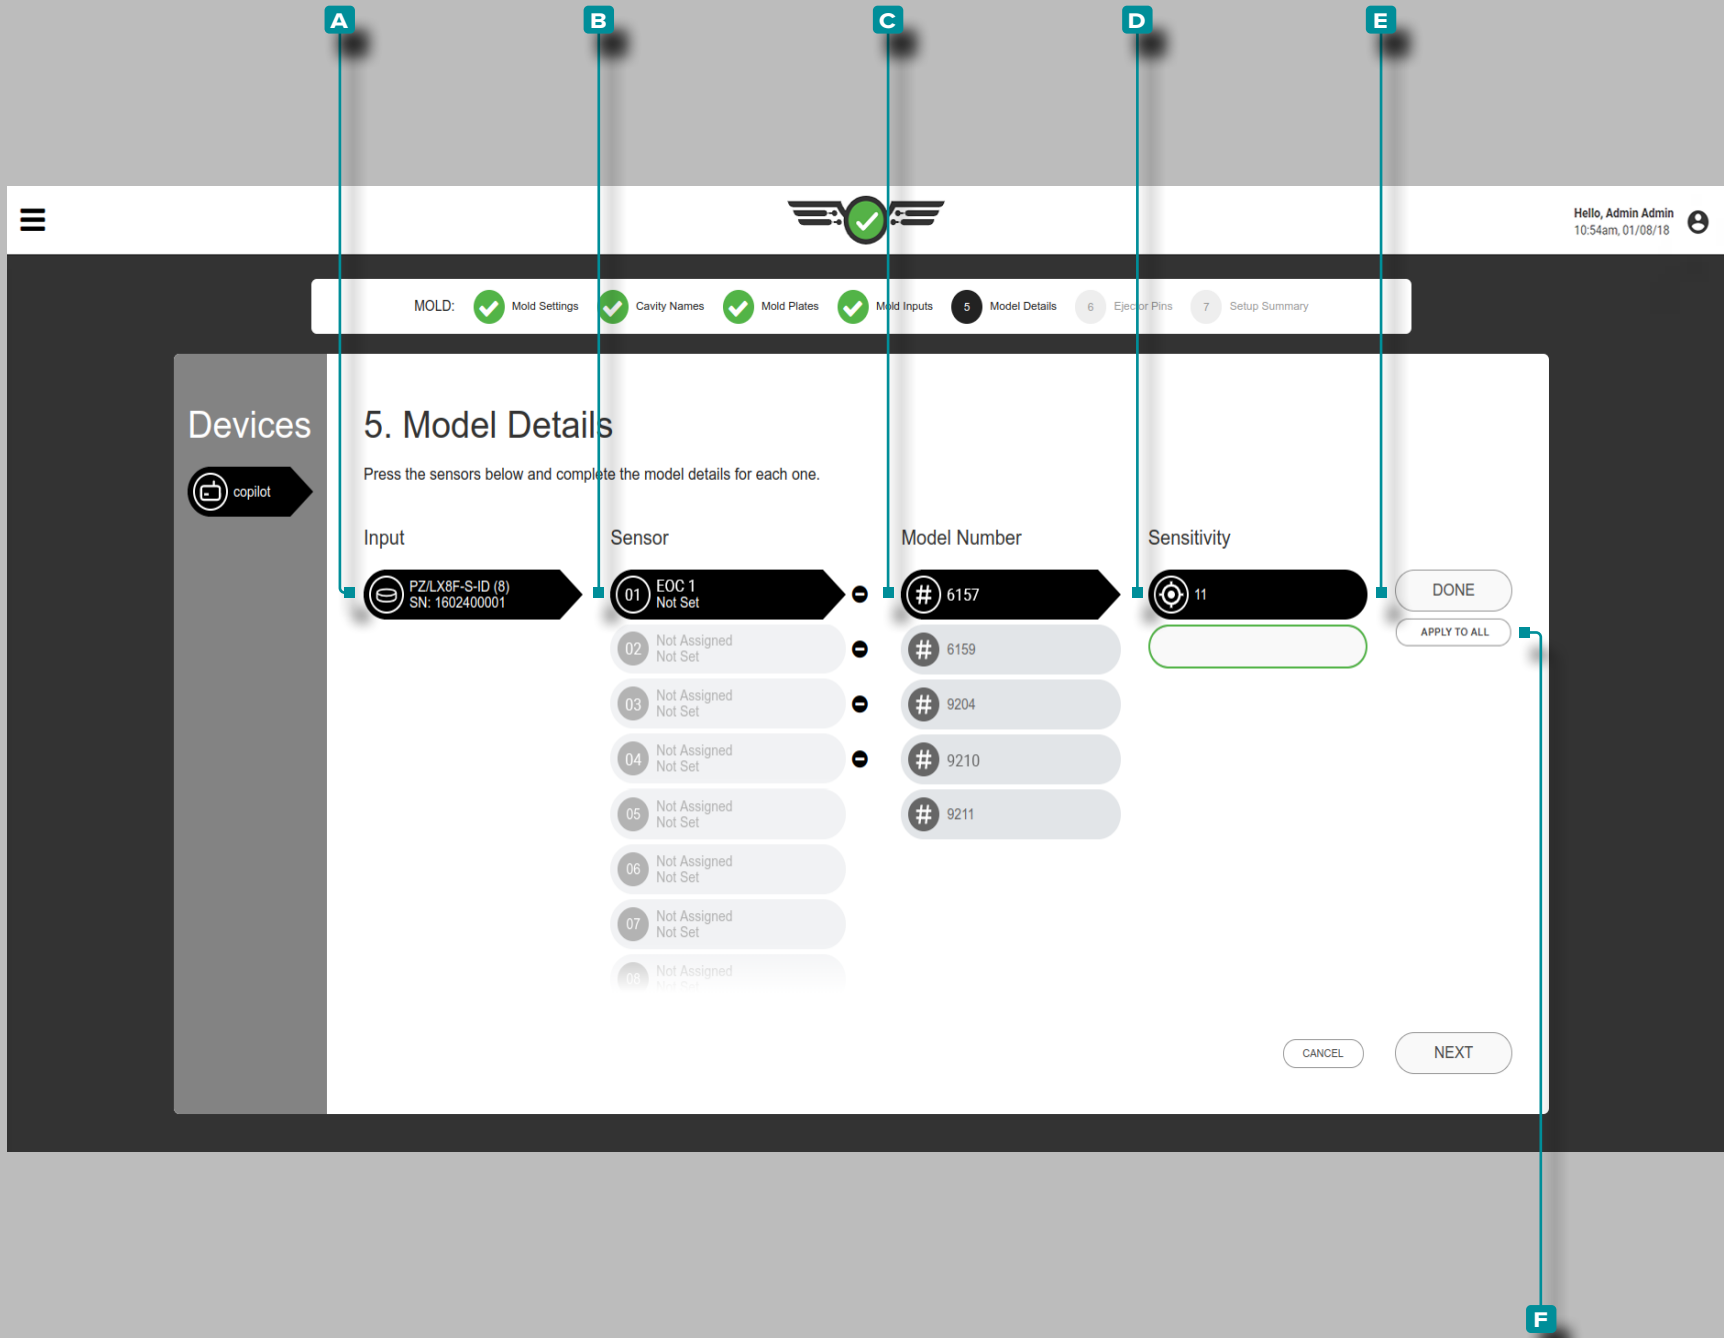 A
B
C
D
E
Hello, Admin Admin
10:54am, 01/08/18
MOLD:
Mold Settings
Cavity Names
Mold Plates
Mold Inputs
5 Model Details
6 Ejector Pins
7 Setup Summary
Devices
copilot
5. Model Details
Press the sensors below and complete the model details for each one.
Input
Sensor
Model Number
Sensitivity
PZ/LX8F-S-ID (8)
SN: 1602400001
01 EOC 1
Not Set
# 6157
11
DONE
APPLY TO ALL
02 Not Assigned
Not Set
# 6159
03 Not Assigned
Not Set
# 9204
04 Not Assigned
Not Set
# 9210
05 Not Assigned
Not Set
# 9211
06 Not Assigned
Not Set
07 Not Assigned
Not Set
08 Not Assigned
Not Set
CANCEL
NEXT
F